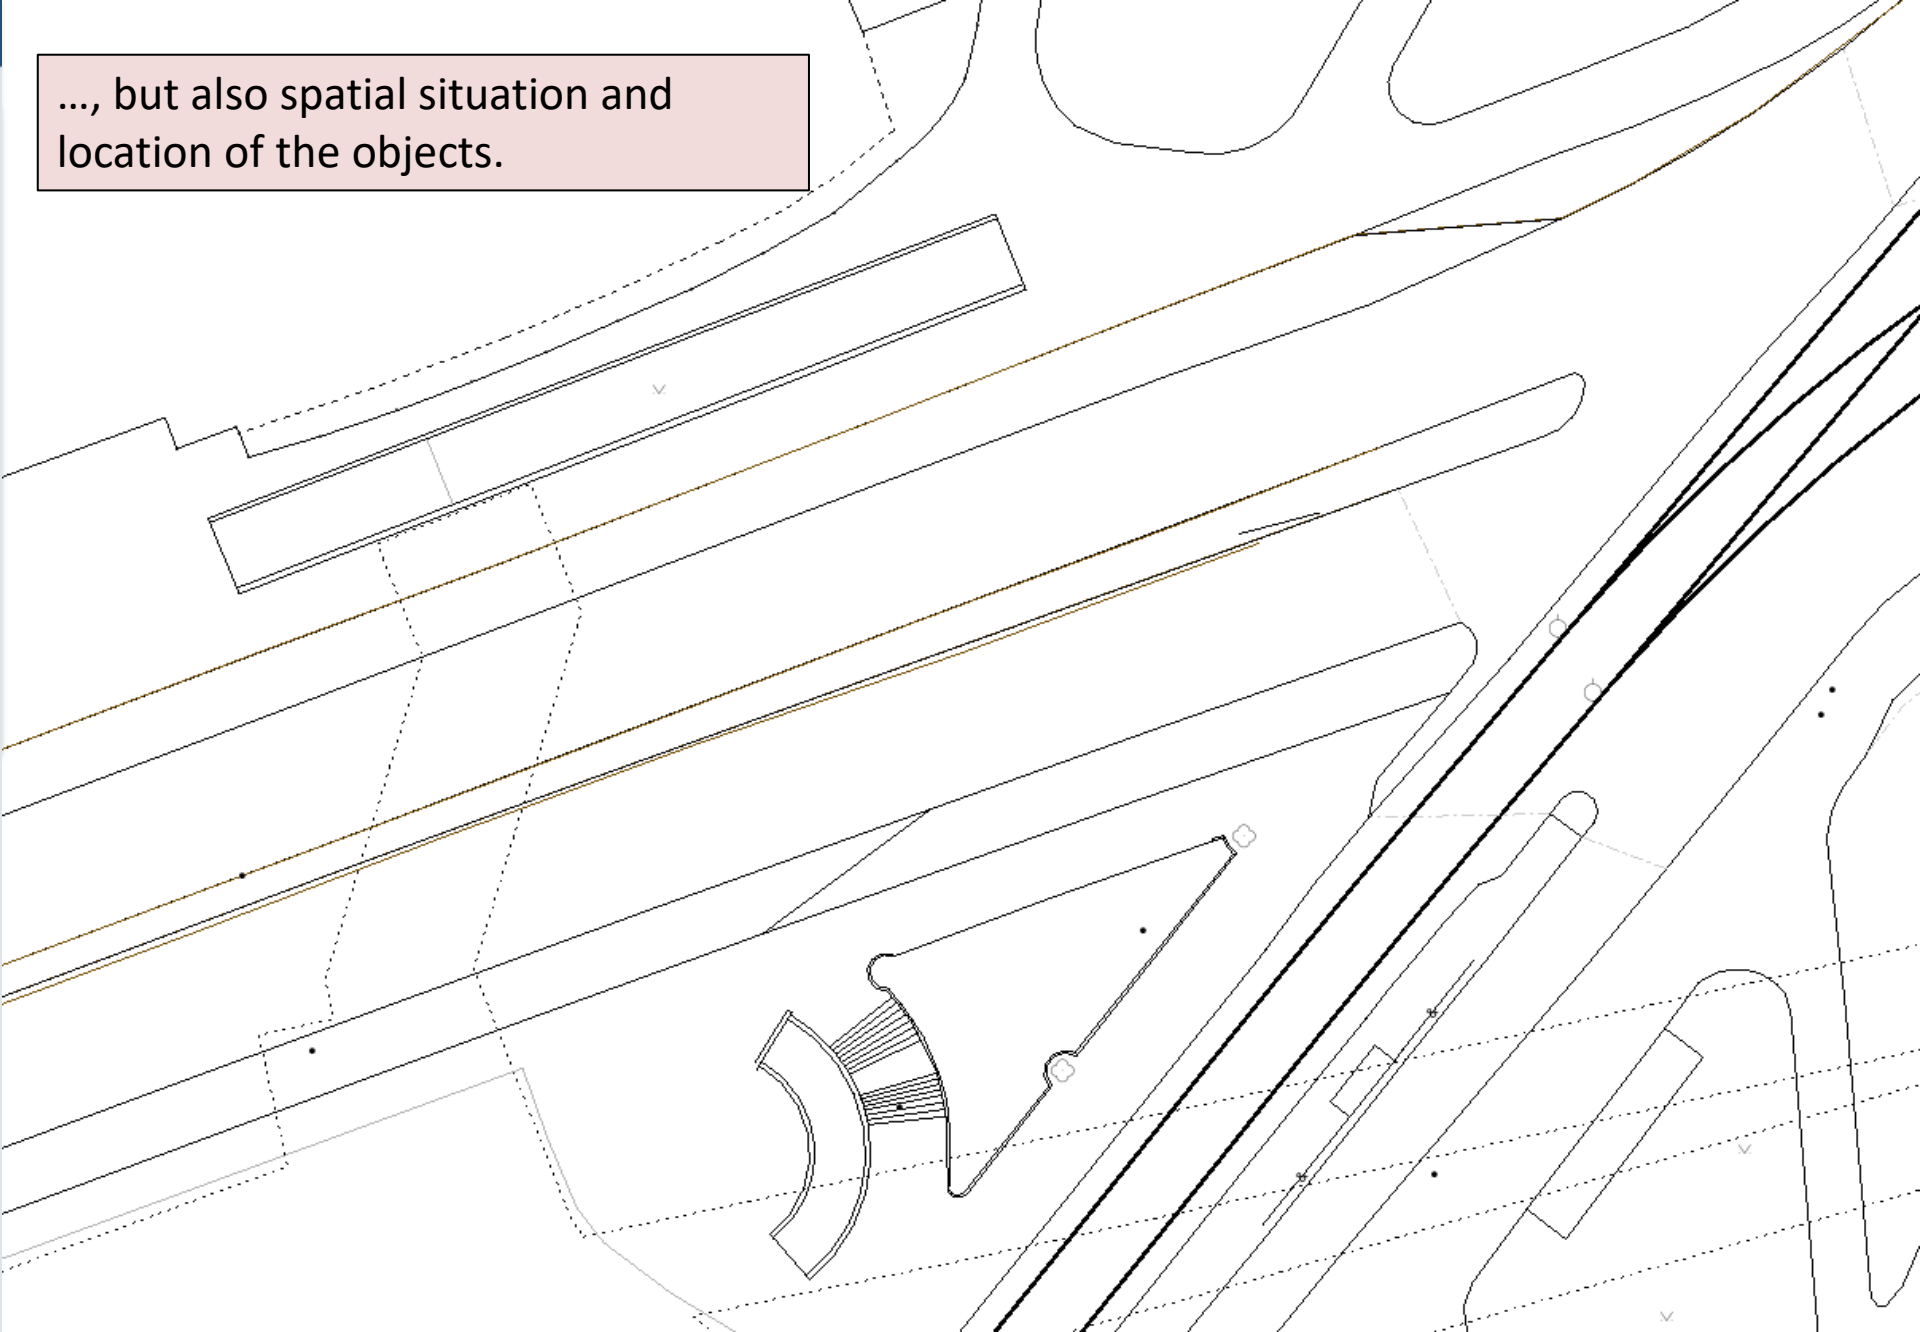 ..., but also spatial situation and
location of the objects.